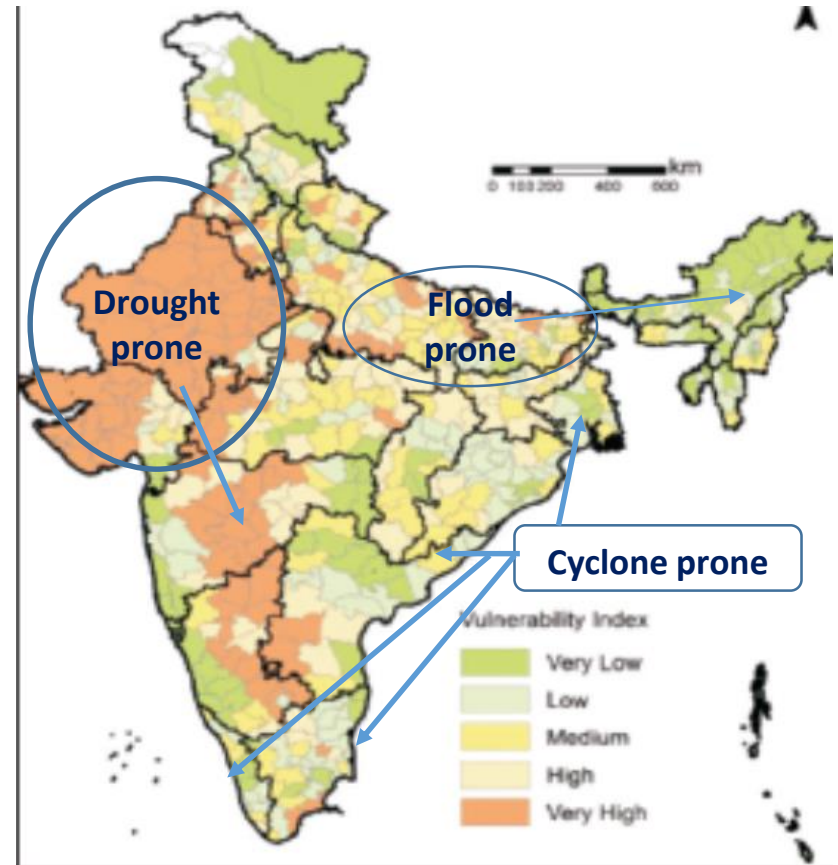 km
0 100 200 400 600
Drought
prone
Flood
prone
Cyclone prone
Vulnerability Index
Very Low
Low
Medium
High
Very High